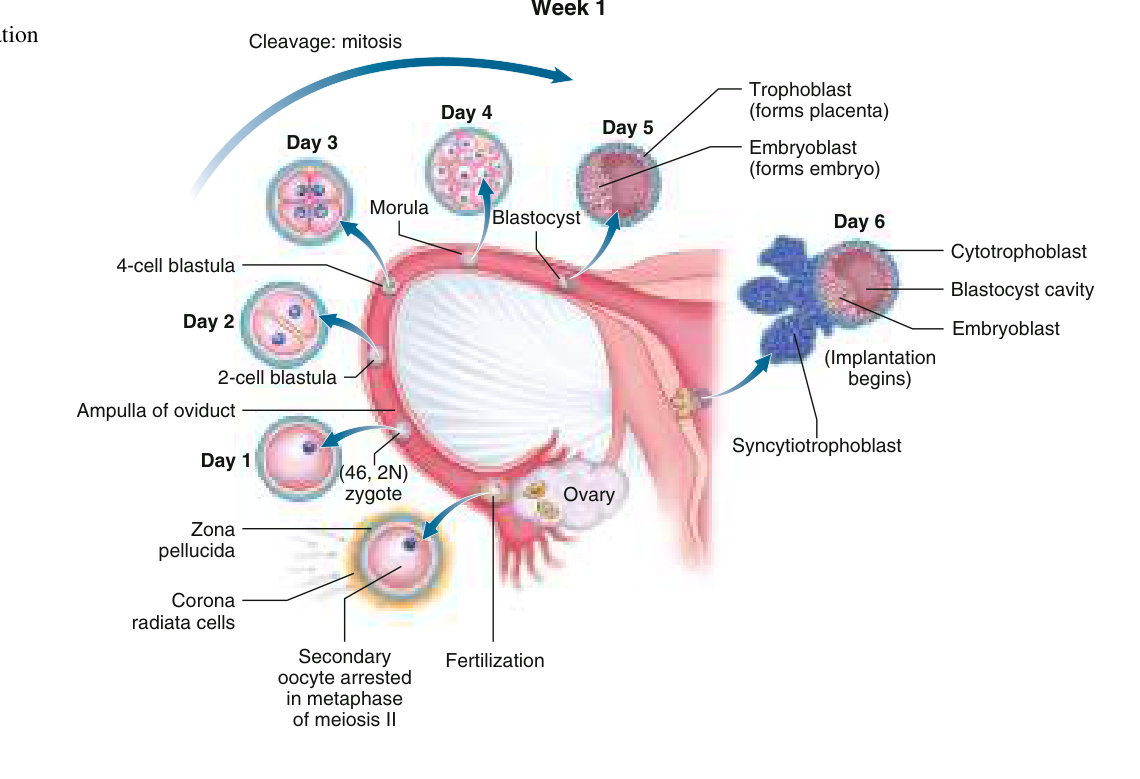 Week 1
ation
Cleavage: mitosis
Day 3
Day 4
Day 5
Trophoblast
(forms placenta)
Embryoblast
(forms embryo)
Morula
Blastocyst
4-cell blastula
Day 6
Cytotrophoblast
Blastocyst cavity
Embryoblast
(Implantation
begins)
Syncytiotrophoblast
Day 2
2-cell blastula
Ampulla of oviduct
Day 1
(46, 2N)
zygote
Ovary
Zona
pellucida
Corona
radiata cells
Secondary
oocyte arrested
in metaphase
of meiosis II
Fertilization